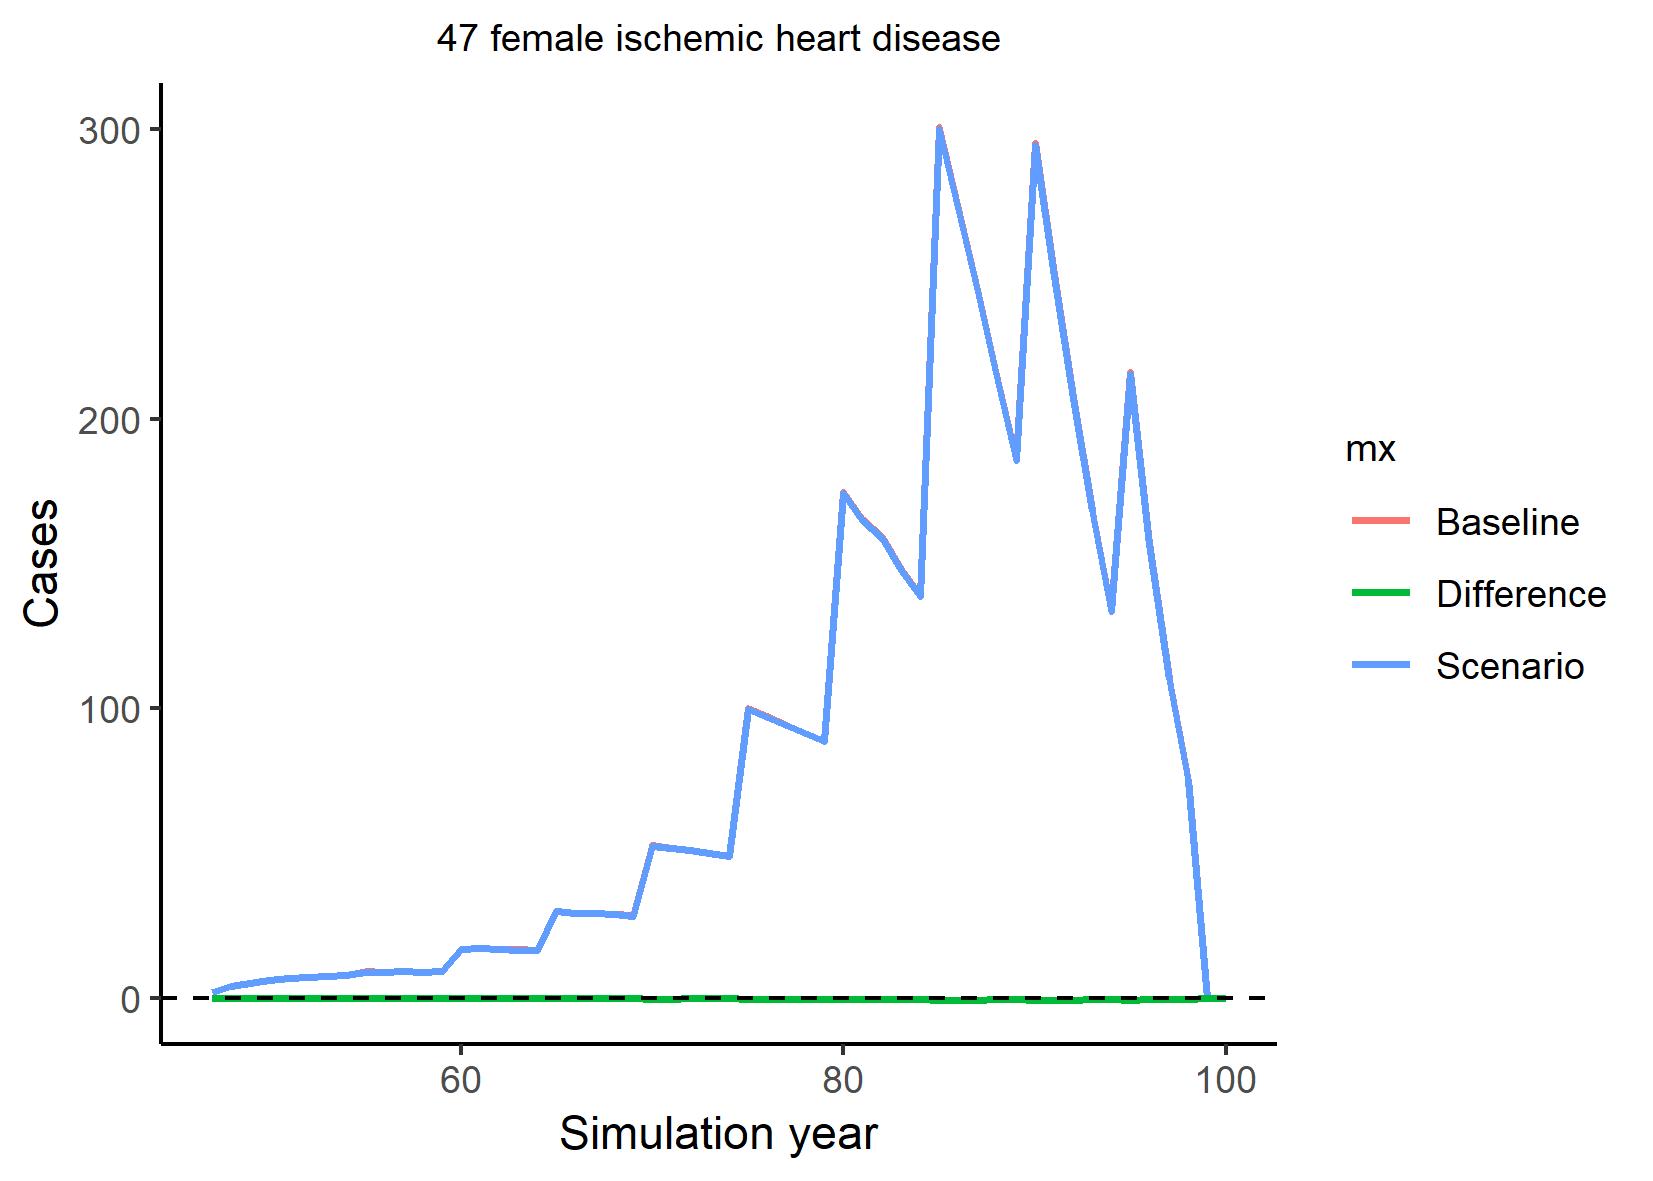 47 female ischemic heart disease
300
200
100
0
Cases
60
80
100
Simulation year
mx
Baseline
Difference
Scenario